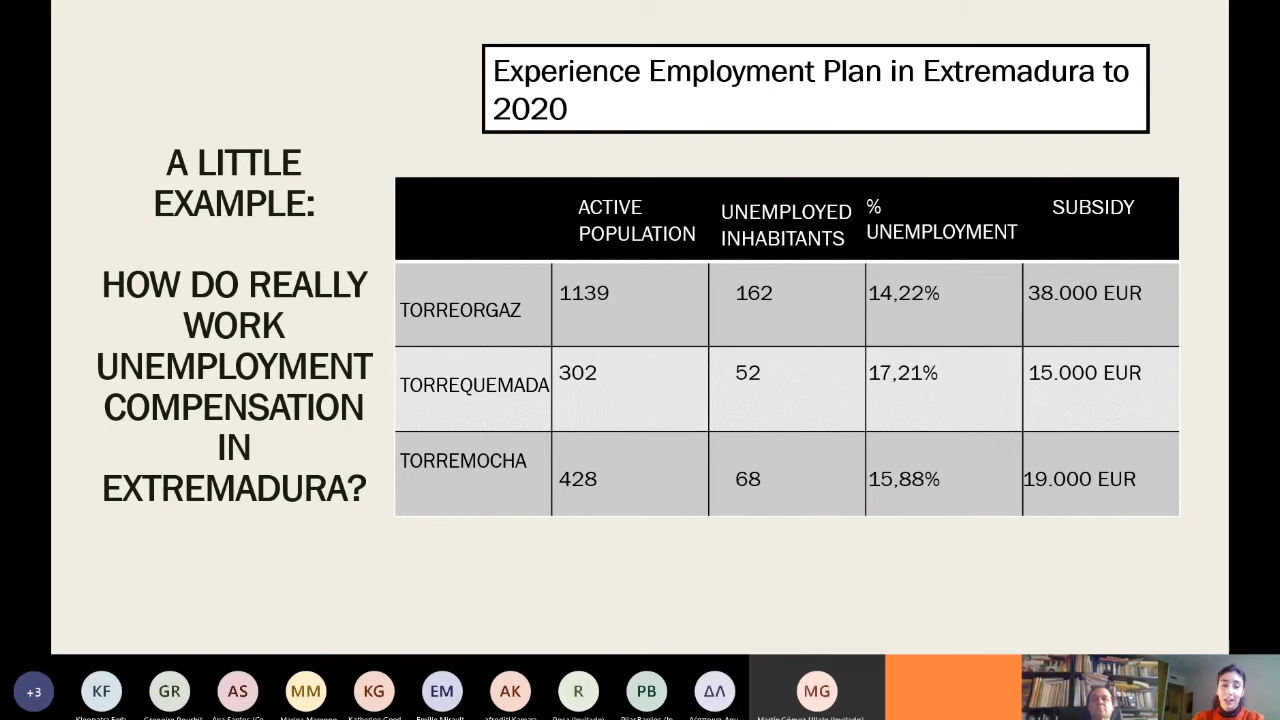 Experience Employment Plan in Extremadura to
2020
A LITTLE
EXAMPLE:
HOW DO REALLY
WORK
UNEMPLOYMENT
COMPENSATION
IN
EXTREMADURA?
ACTIVE POPULATION UNEMPLOYED INHABITANTS % UNEMPLOYMENT SUBSIDY
TORREORGAZ 1139 162 14,22% 38.000 EUR
TORREQUEMADA 302 52 17,21% 15.000 EUR
TORREMOCHA 428 68 15,88% 19.000 EUR
+3 KF GR AS MM KG EM AK R PB ΔΛ MG